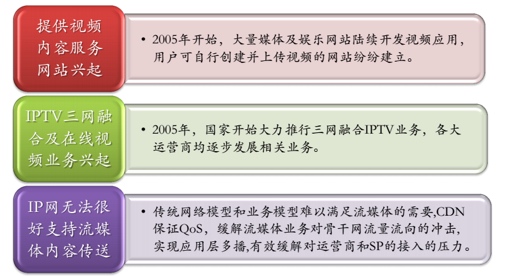 提供视频
内容服务
网站兴起
• 2005年开始，大量媒体及娱乐网站陆续开发视频应用，
用户可自行创建并上传视频的网站纷纷建立。
IPTV三网融
合及在线视
频业务兴起
• 2005年，国家开始大力推行三网融合IPTV业务，各大
运营商均逐步发展相关业务。
IP网无法很
好支持流媒
体内容传送
• 传统网络模型和业务模型难以满足流媒体的需要,CDN
保证QoS，缓解流媒体业务对骨干网流量流向的冲击,
实现应用层多播,有效缓解对运营商和SP的接入的压力。